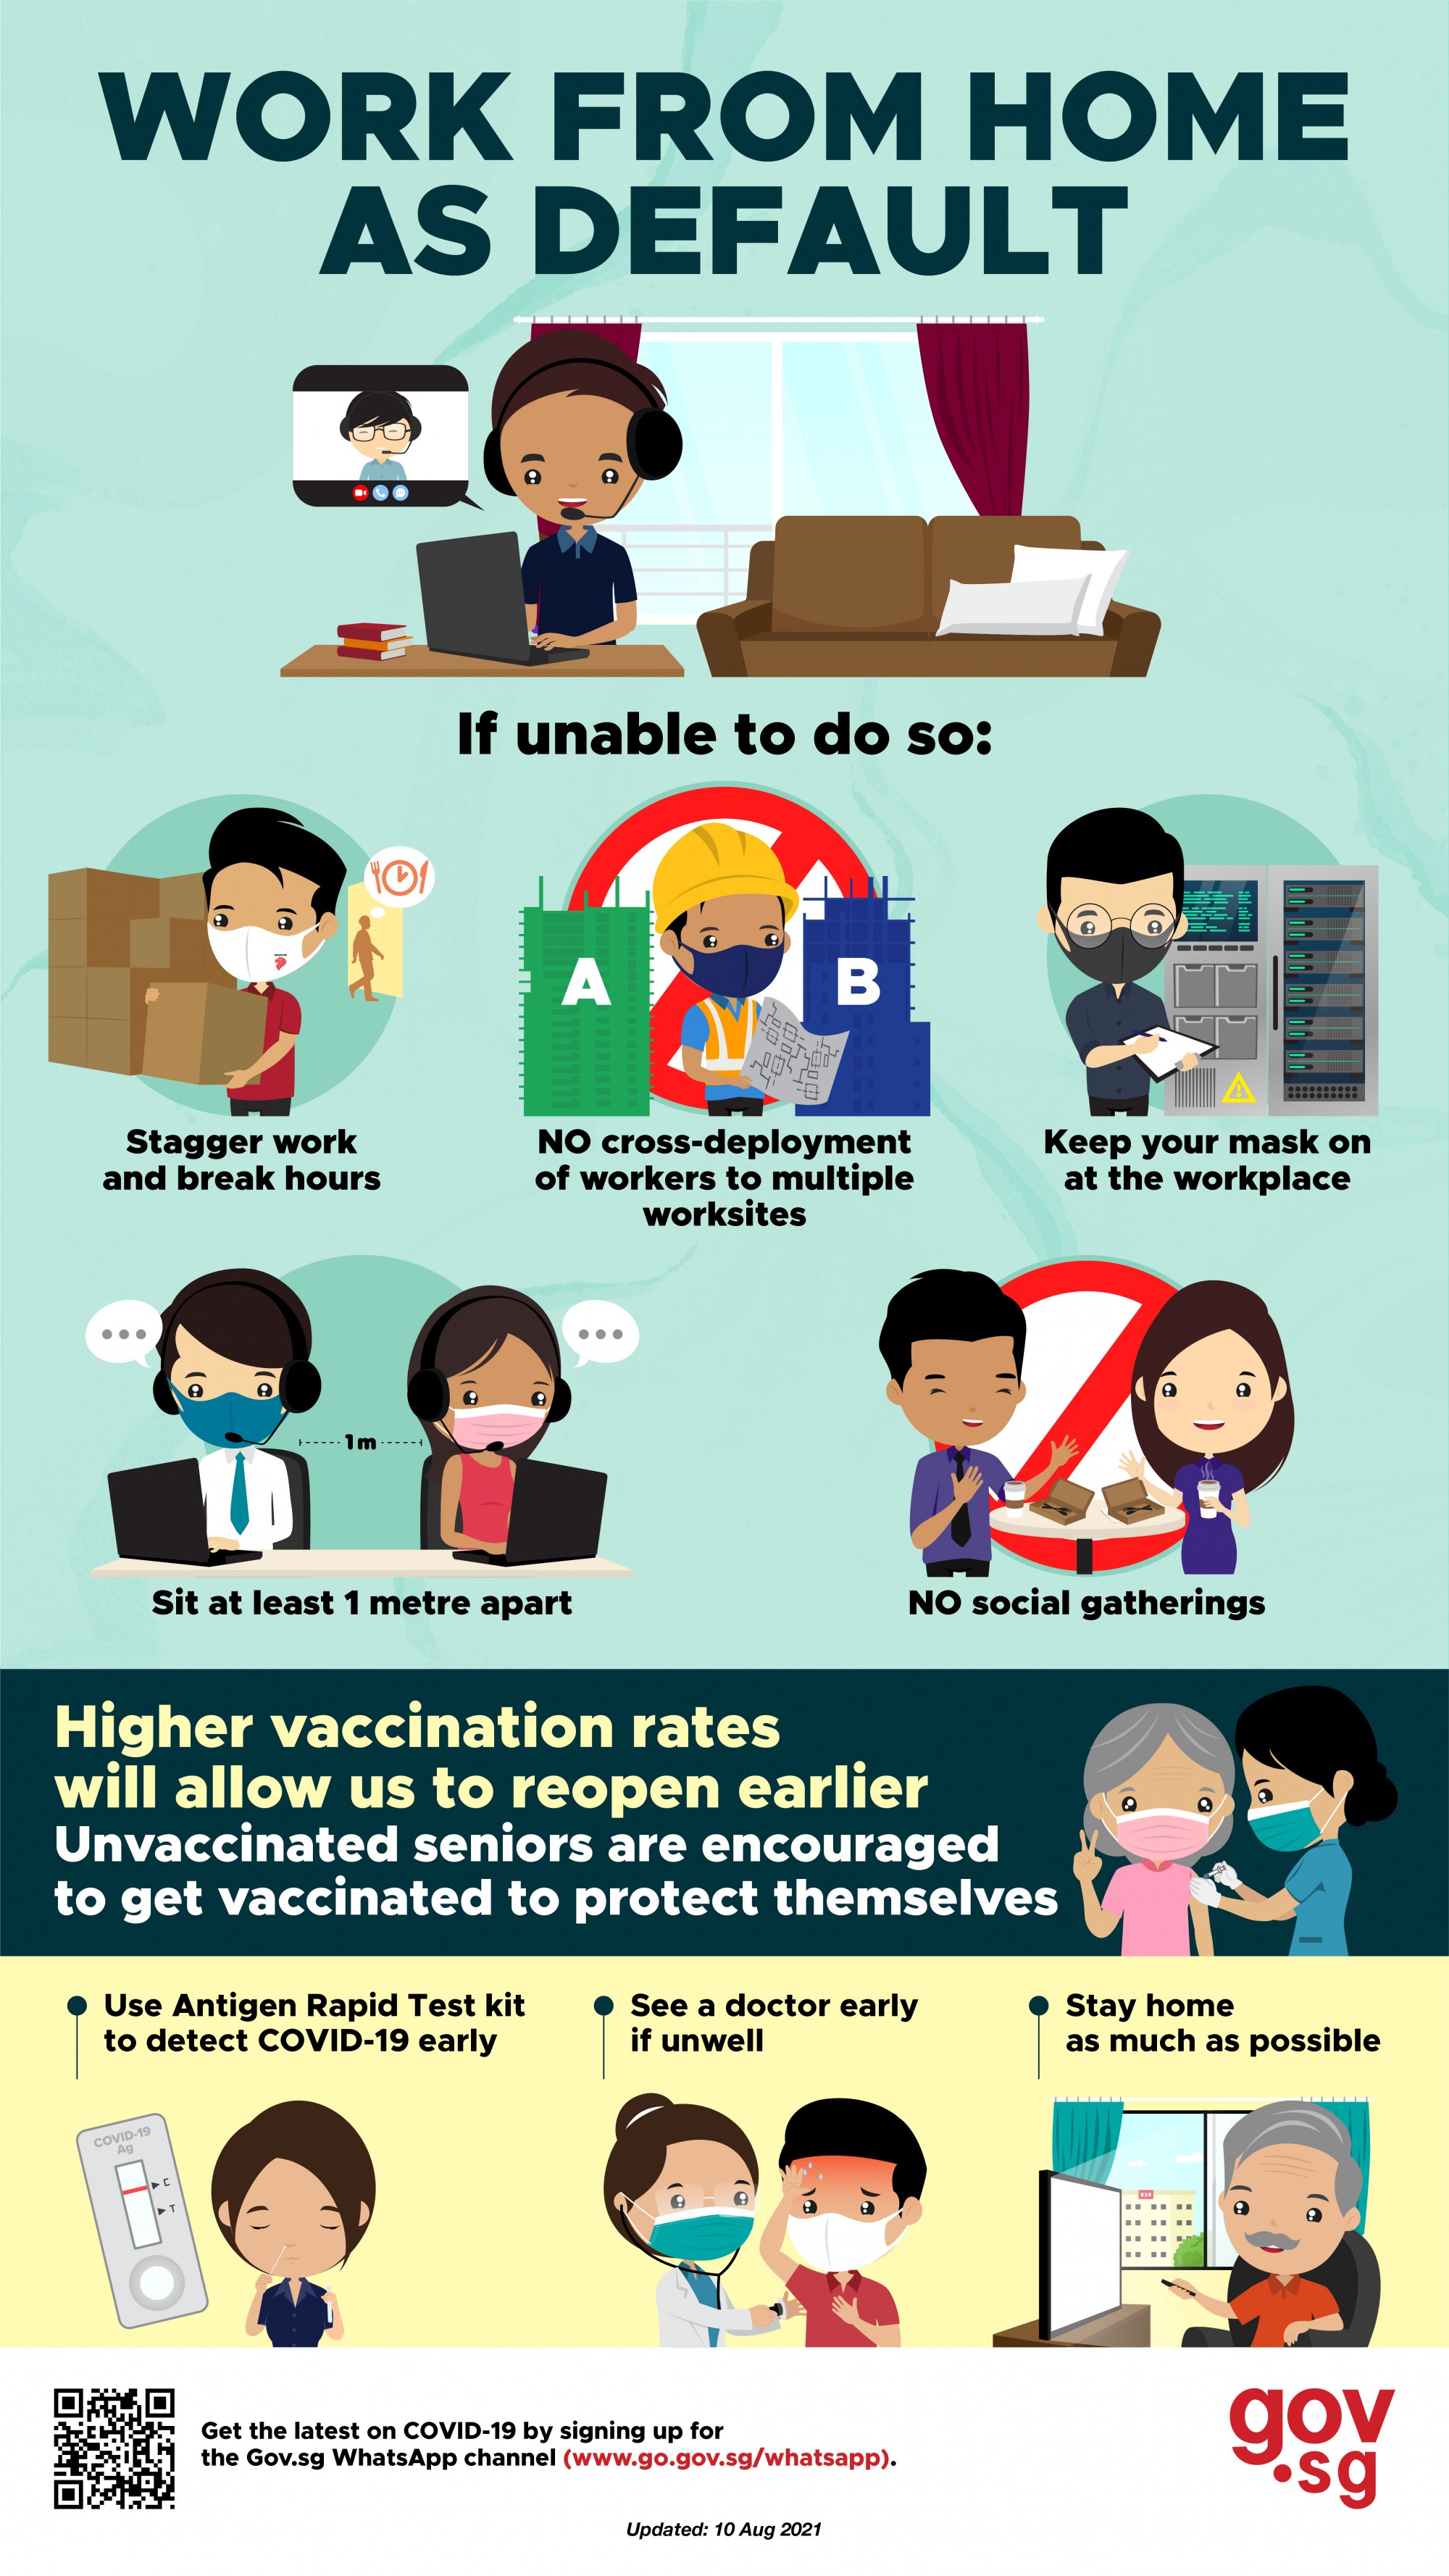 WORK FROM HOME
AS DEFAULT
If unable to do so:
Stagger work
and break hours
A
B
NO cross-deployment
of workers to multiple
worksites
Keep your mask on
at the workplace
1m
Sit at least 1 metre apart
NO social gatherings
Higher vaccination rates
will allow us to reopen earlier
Unvaccinated seniors are encouraged
to get vaccinated to protect themselves
Use Antigen Rapid Test kit
to detect COVID-19 early
COVID-19
Ag
C
T
See a doctor early
if unwell
Stay home
as much as possible
Get the latest on COVID-19 by signing up for
the Gov.sg WhatsApp channel (www.go.gov.sg/whatsapp).
gov
.sg
Updated: 10 Aug 2021